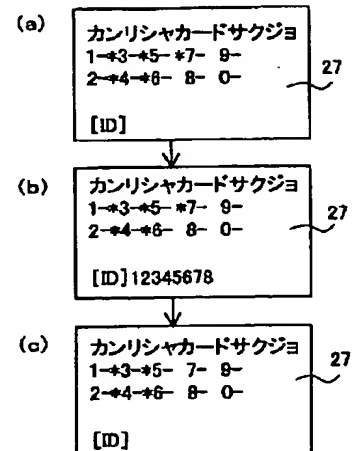 (a)
カンリシャカードサクジョ
1-*3-*5- *7- 9-
2-*4-*6- 8- 0-
[ID]
27
(b)
カンリシャカードサクジョ
1-*3-*5- *7- 9-
2-*4-*6- 8- 0-
[ID]12345678
27
(c)
カンリシャカードサクジョ
1-*3-*5- 7- 9-
2-*4-*6- 8- 0-
[ID]
27